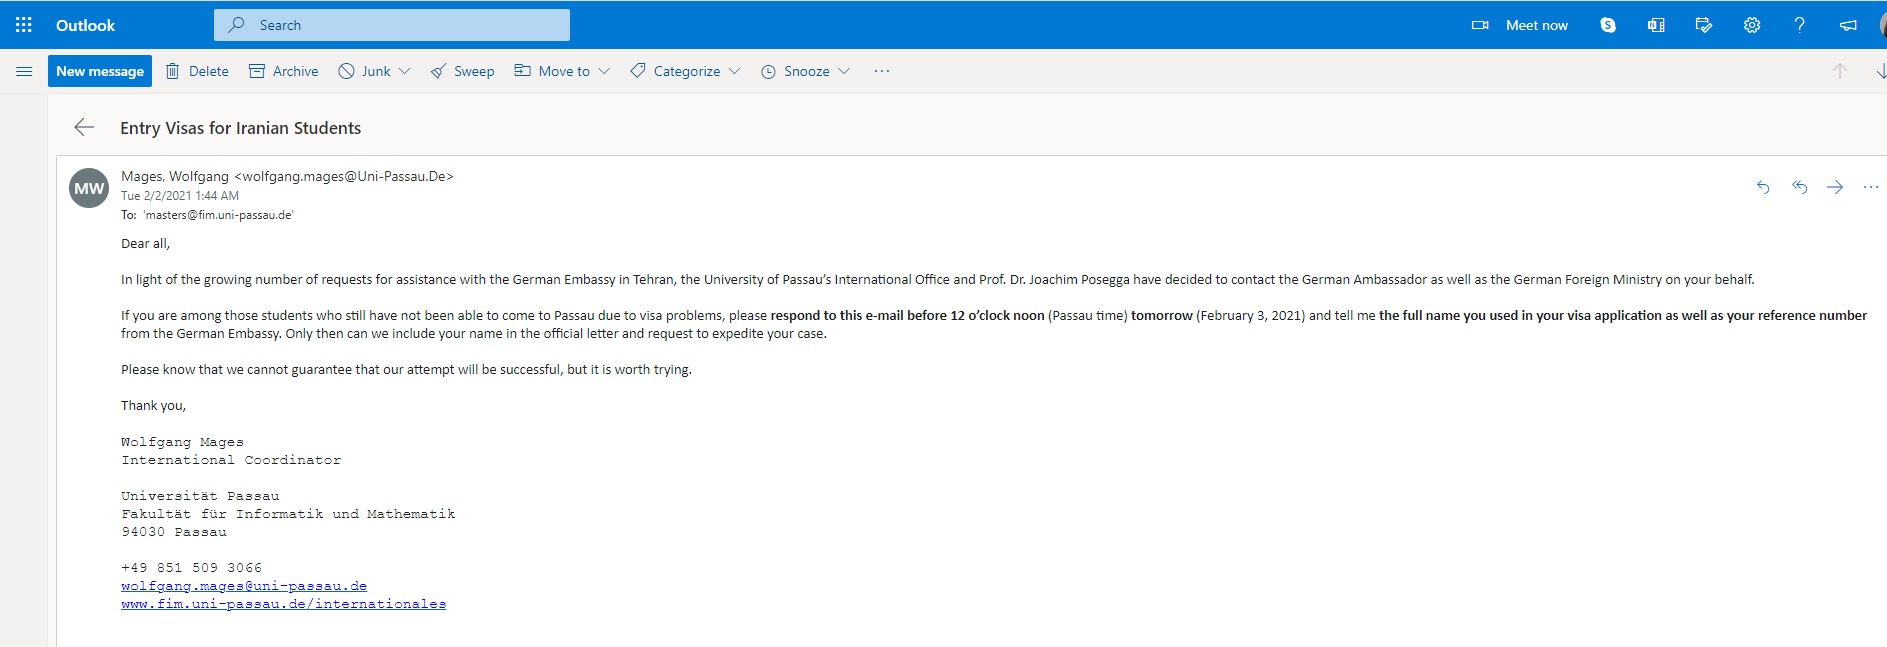 Outlook
Search
Meet now
New message
Delete
Archive
Junk
Sweep
Move to
Categorize
Snooze
Entry Visas for Iranian Students
MW
Mages, Wolfgang <wolfgang.mages@Uni-Passau.De>
Tue 2/2/2021 1:44 AM
To: 'masters@fim.uni-passau.de'
Dear all,
In light of the growing number of requests for assistance with the German Embassy in Tehran, the University of Passau’s International Office and Prof. Dr. Joachim Posegga have decided to contact the German Ambassador as well as the German Foreign Ministry on your behalf.
If you are among those students who still have not been able to come to Passau due to visa problems, please respond to this e-mail before 12 o’clock noon (Passau time) tomorrow (February 3, 2021) and tell me the full name you used in your visa application as well as your reference number
from the German Embassy. Only then can we include your name in the official letter and request to expedite your case.
Please know that we cannot guarantee that our attempt will be successful, but it is worth trying.
Thank you,
Wolfgang Mages
International Coordinator
Universität Passau
Fakultät für Informatik und Mathematik
94030 Passau
+49 851 509 3066
wolfgang.mages@uni-passau.de
www.fim.uni-passau.de/internationales